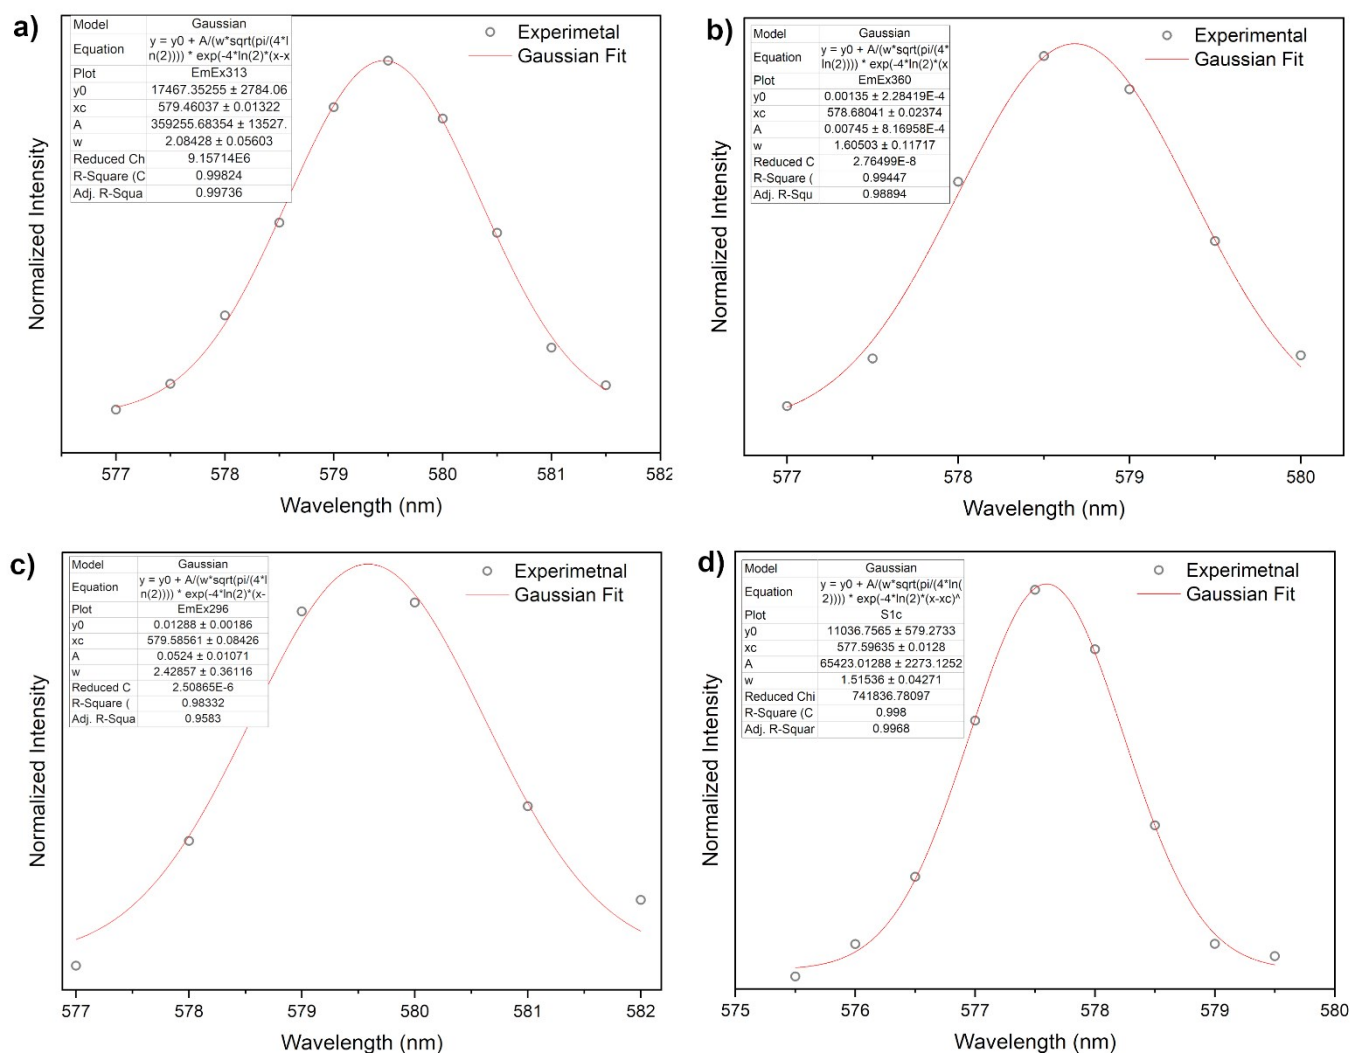 a)
Model Gaussian
Equation y = y0 + A/(w*sqrt(pi/(4*l
n(2)))) * exp(-4*ln(2)*(x-x
Plot EmEx313
y0 17467.35255 ± 2784.06
xc 579.46037 ± 0.01322
A 359255.68354 ± 13527.
w 2.08428 ± 0.05603
Reduced Ch 9.15714E6
R-Square (C 0.99824
Adj. R-Squa 0.99736
Experimetal
Gaussian Fit
Normalized Intensity
577 578 579 580 581 582
Wavelength (nm)
b)
Model Gaussian
Equation y = y0 + A/(w*sqrt(pi/(4*
ln(2)))) * exp(-4*ln(2)*(x
Plot EmEx360
y0 0.00135 ± 2.28419E-4
xc 578.68041 ± 0.02374
A 0.00745 ± 8.16958E-4
w 1.60503 ± 0.11717
Reduced C 2.76499E-8
R-Square ( 0.99447
Adj. R-Squ 0.98894
Experimental
Gaussian Fit
Normalized Intensity
577 578 579 580
Wavelength (nm)
c)
Model Gaussian
Equation y = y0 + A/(w*sqrt(pi/(4*l
n(2)))) * exp(-4*ln(2)*(x-
Plot EmEx296
y0 0.01288 ± 0.00186
xc 579.58561 ± 0.08426
A 0.0524 ± 0.01071
w 2.42857 ± 0.36116
Reduced C 2.50865E-6
R-Square ( 0.98332
Adj. R-Squa 0.9583
Experimetnal
Gaussian Fit
Normalized Intensity
577 578 579 580 581 582
Wavelength (nm)
d)
Model Gaussian
Equation y = y0 + A/(w*sqrt(pi/(4*ln(
2)))) * exp(-4*ln(2)*(x-xc)^
Plot S1c
y0 11036.7565 ± 579.2733
xc 577.59635 ± 0.0128
A 65423.01288 ± 2273.1252
w 1.51536 ± 0.04271
Reduced Chi 741836.78097
R-Square (C 0.998
Adj. R-Squar 0.9968
Experimetnal
Gaussian Fit
Normalized Intensity
575 576 577 578 579 580
Wavelength (nm)